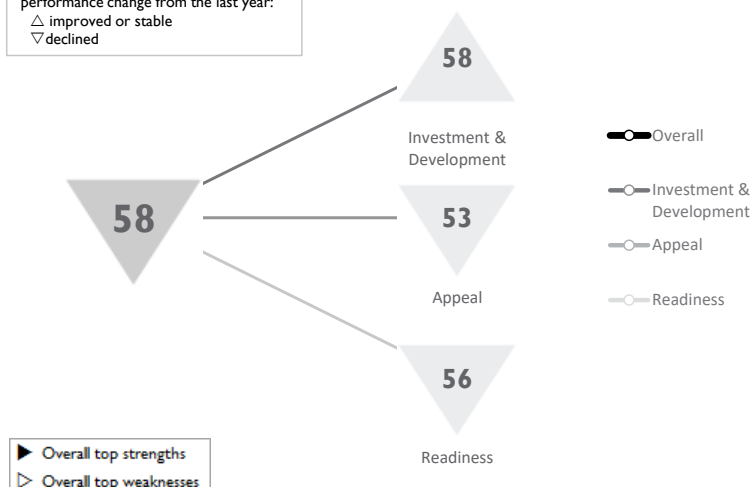 performance change from the last year:
△ improved or stable
▽ declined
58
Investment &
Development
58
53
Appeal
56
Readiness
Overall
Investment &
Development
Appeal
Readiness
▶ Overall top strengths
▷ Overall top weaknesses